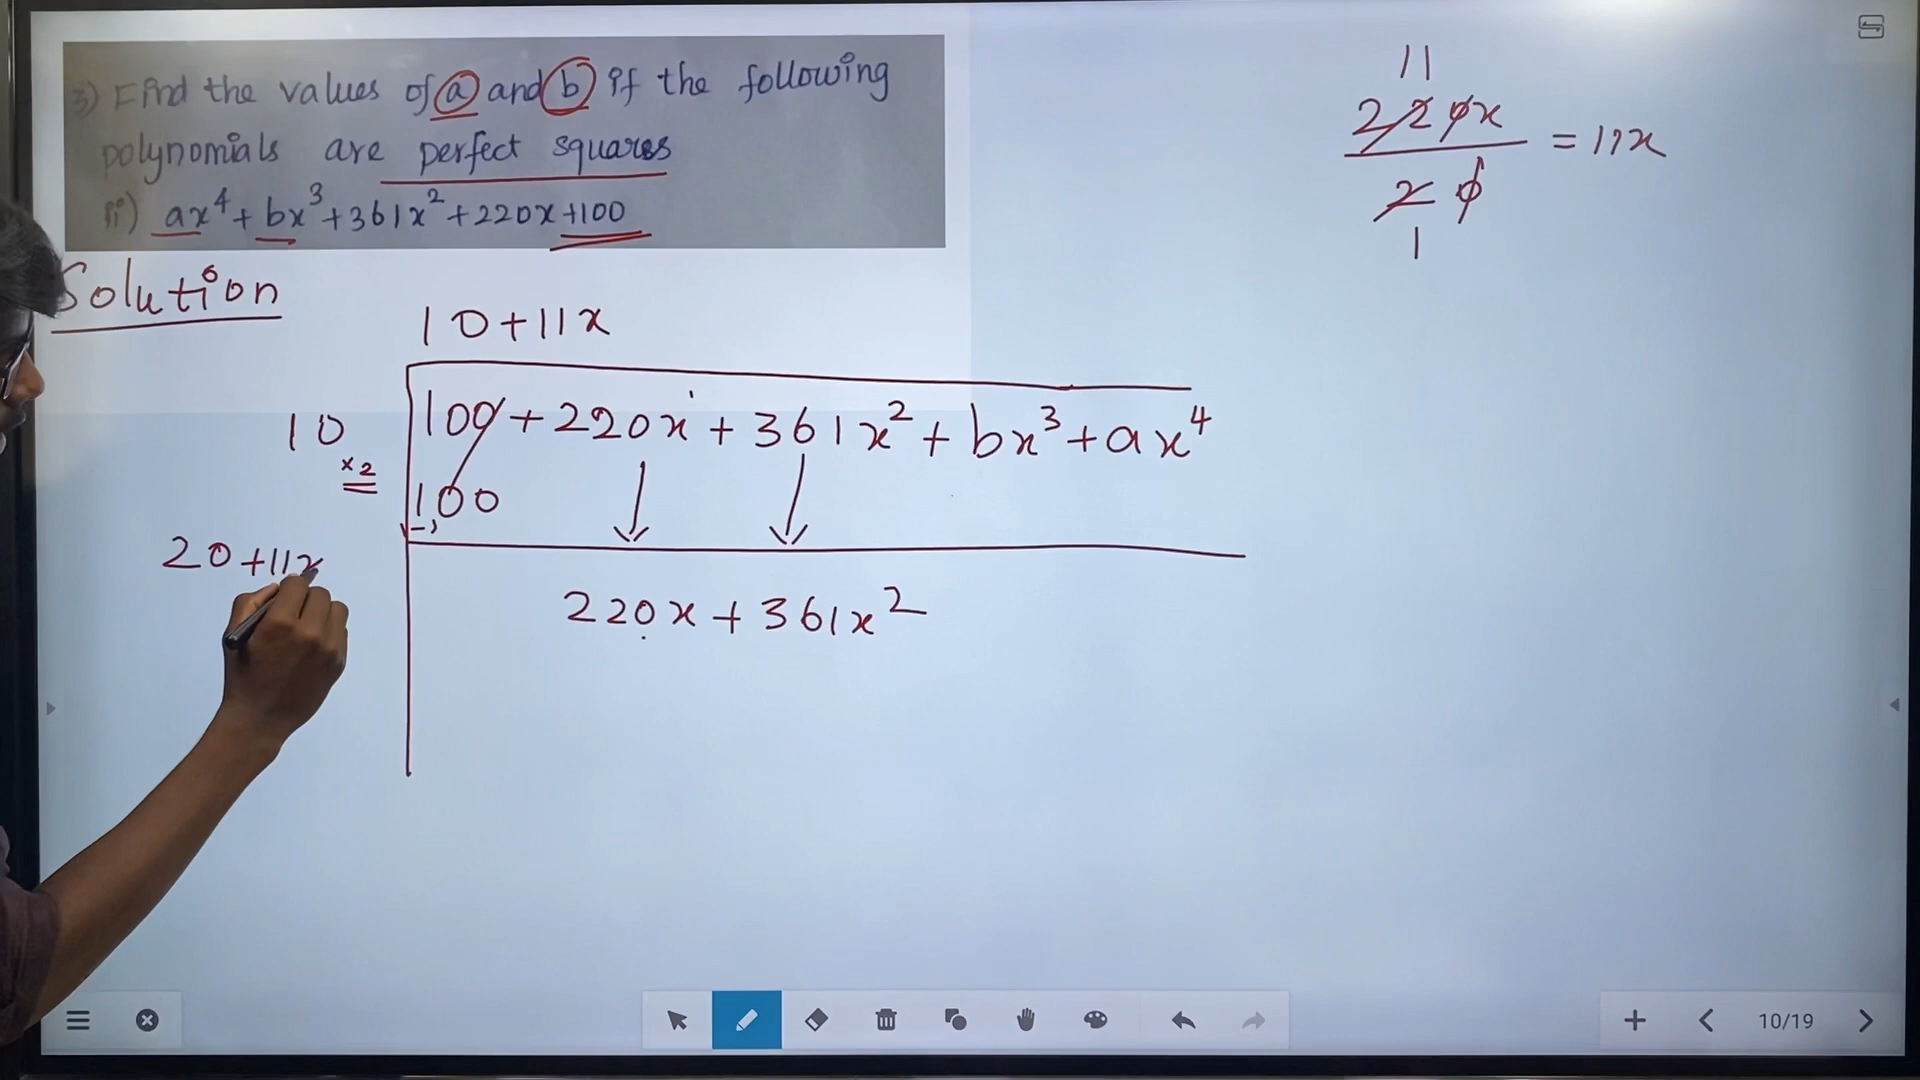 3) Find the values of a and b if the following
polynomials are perfect squares
ii) ax⁴ + bx³ + 361x² + 220x + 100
Solution
11
220x
2 0
1
= 11x
10 + 11x
10
×2
100 + 220x + 361x² + bx³ + ax⁴
100
−
20 + 11x
220x + 361x²
10/19